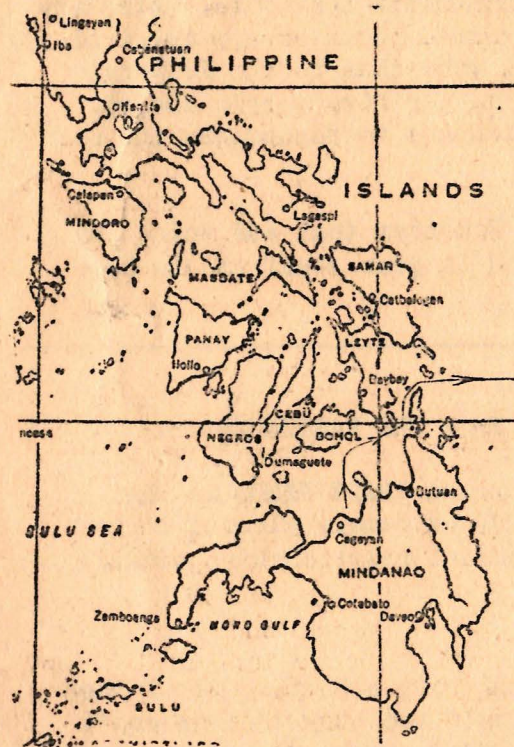 Lingayen
Iba
Cabanatuan
PHILIPPINE
Manila
ISLANDS
Calapan
MINDORO
Legaspi
MASBATE
SAMAR
Catbalogan
PANAY
LEYTE
Iloilo
Baybay
CEBU
NEGROS
BOHOL
Dumaguete
Butuan
SULU SEA
Cagayan
MINDANAO
Cotabato
Davao
Zamboanga
MORO GULF
SULU